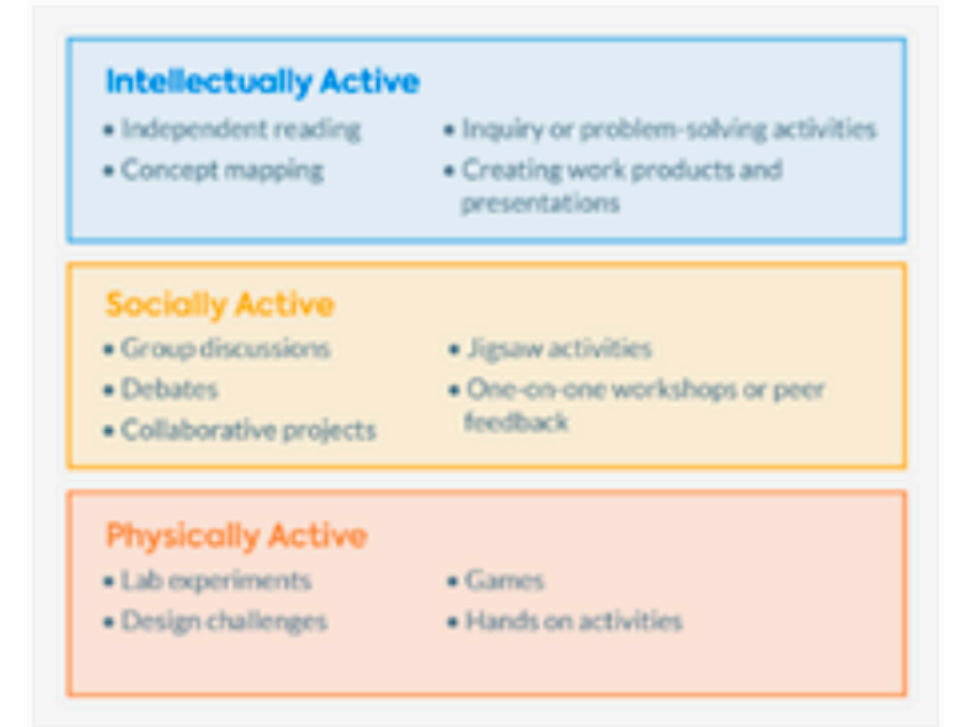 Intellectually Active
• Independent reading
• Concept mapping
• Inquiry or problem-solving activities
• Creating work products and
presentations
Socially Active
• Group discussions
• Debates
• Collaborative projects
• Jigsaw activities
• One-on-one workshops or peer
feedback
Physically Active
• Lab experiments
• Design challenges
• Games
• Hands on activities